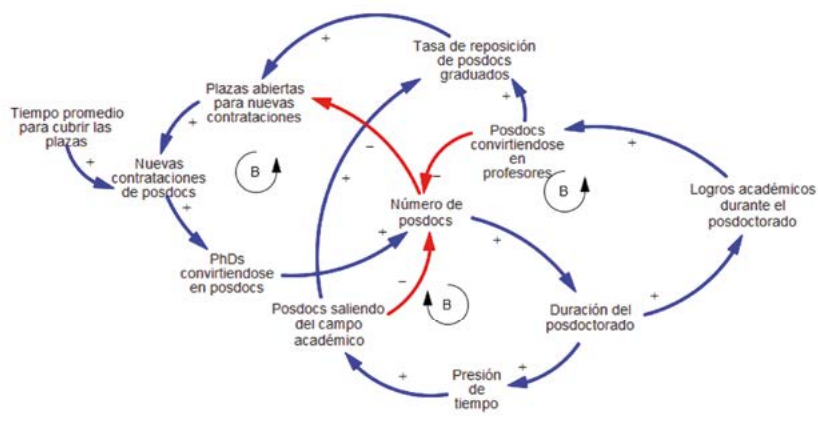 Tasa de reposición
de posdocs
graduados
Plazas abiertas
para nuevas
contrataciones
Tiempo promedio
para cubrir las
plazas
Nuevas
contrataciones
de posdocs
Posdocs
convirtiendose
en
profesores
Logros académicos
durante el
posdoctorado
Número de
posdocs
PhDs
convirtiendose
en posdocs
Posdocs saliendo
del campo
académico
Duración del
posdoctorado
Presión
de
tiempo
B
B
B
+
+
+
+
+
+
+
+
+
+
+
+
–
–
–